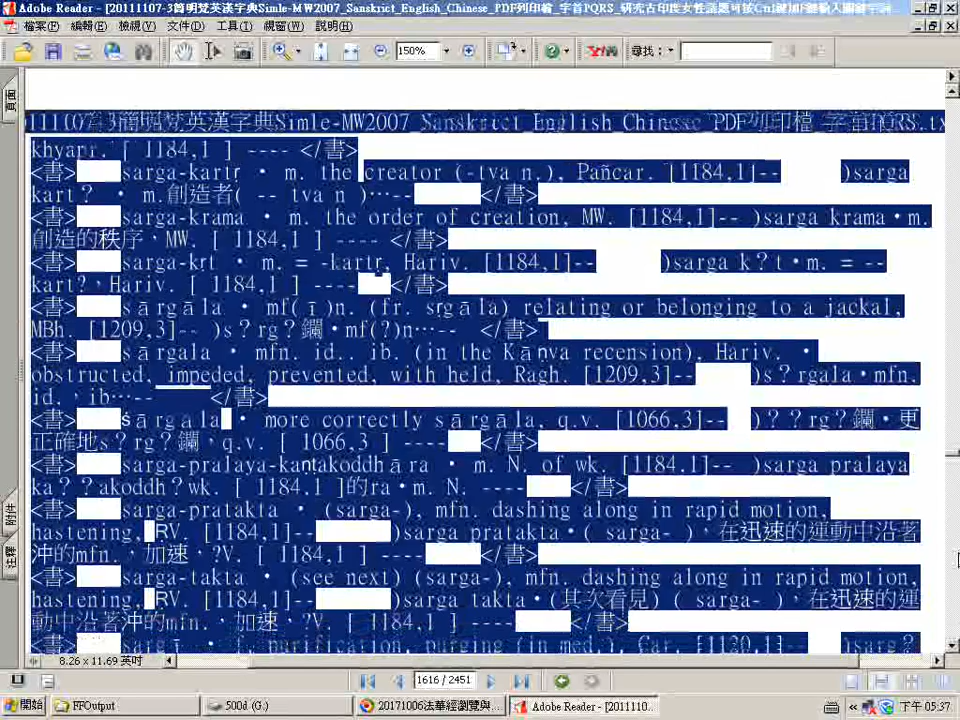 Adobe Reader - [20111107-3簡明梵英漢字典Simle-MW2007_Sanskrict_English_Chinese_PDF列印檔_字首PQRS_研究古印度女性議題可按Ctrl鍵加F鍵輸入關鍵字詞
檔案(F) 編輯(E) 檢視(V) 文件(D) 工具(T) 視窗(W) 說明(H)
150% 尋找：
頁面
11107-3簡明梵英漢字典Simle-MW2007_Sanskrict_English_Chinese_PDF列印檔_字首PQRS.tx
khyanr. [ 1184,1 ] ---- </書>
<書> sarga-kartṛ • m. the creator (-tva n.), Pañcar. [1184,1]-- )sarga
kart？ • m.創造者( -- tva n )…-- </書>
<書> sarga-krama • m. the order of creation, MW. [1184,1]-- )sarga krama•m.
創造的秩序，MW. [ 1184,1 ] ---- </書>
<書> sarga-kṛt • m. = -kartṛ, Hariv. [1184,1]-- )sarga k？t•m. = --
kart?，Hariv. [ 1184,1 ] ---- </書>
<書> sārgāla • mf(ī)n. (fr. sṛgāla) relating or belonging to a jackal,
MBh. [1209,3]-- )s？rg？鑭•mf(?)n…-- </書>
<書> sārgala • mfn. id.. ib. (in the Kāṇva recension), Hariv. •
obstructed, impeded, prevented, with held, Ragh. [1209,3]-- )s？rgala•mfn.
id.，ib…-- </書>
<書> śārgāla • more correctly sārgāla, q.v. [1066,3]-- )？？rg？鑭•更
正確地s？rg？鑭，q.v. [ 1066,3 ] ---- </書>
<書> sarga-pralaya-kaṇṭakoddhāra • m. N. of wk. [1184,1]-- )sarga pralaya
ka？？akoddh？wk. [ 1184,1 ]的ra•m. N. ---- </書>
<書> sarga-pratakta • (sarga-), mfn. dashing along in rapid motion,
hastening, RV. [1184,1]-- )sarga pratakta•( sarga- )，在迅速的運動中沿著
沖的mfn.，加速，?V. [ 1184,1 ] ---- </書>
<書> sarga-takta • (see next) (sarga-), mfn. dashing along in rapid motion,
hastening, RV. [1184,1]-- )sarga takta•(其次看見) ( sarga- )，在迅速的運
動中沿著沖的mfn.，加速，?V. [ 1184,1 ] ---- </書>
附件
註釋
8.26 x 11.69 英吋
1616 / 2451
開始 FFOutput 500d (G:) 20171006法華經瀏覽與... Adobe Reader - [2011110... 下午 05:37